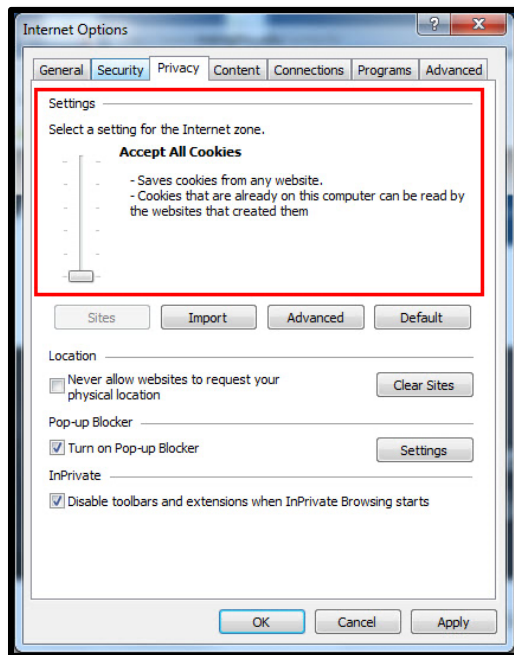 Internet Options
?
X
General Security Privacy Content Connections Programs Advanced
Settings
Select a setting for the Internet zone.
Accept All Cookies
- Saves cookies from any website.
- Cookies that are already on this computer can be read by
the websites that created them
Sites Import Advanced Default
Location
Never allow websites to request your
physical location
Clear Sites
Pop-up Blocker
Turn on Pop-up Blocker
Settings
InPrivate
Disable toolbars and extensions when InPrivate Browsing starts
OK Cancel Apply